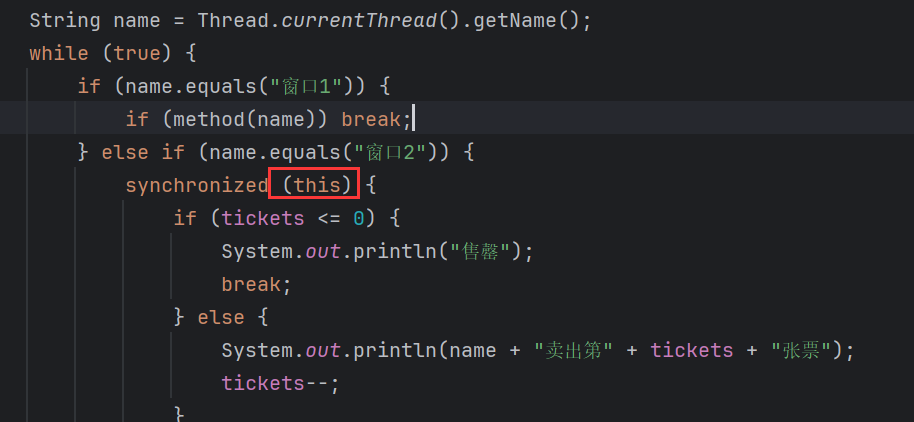 String name = Thread.currentThread().getName();
while (true) {
if (name.equals("窗口1")) {
if (method(name)) break;
} else if (name.equals("窗口2")) {
synchronized (this) {
if (tickets <= 0) {
System.out.println("售罄");
break;
} else {
System.out.println(name + "卖出第" + tickets + "张票");
tickets--;
}